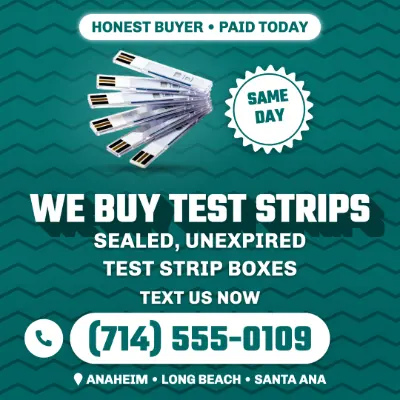 HONEST BUYER • PAID TODAY
SAME
DAY
WE BUY TEST STRIPS
SEALED, UNEXPIRED
TEST STRIP BOXES
TEXT US NOW
(714) 555-0109
ANAHEIM • LONG BEACH • SANTA ANA